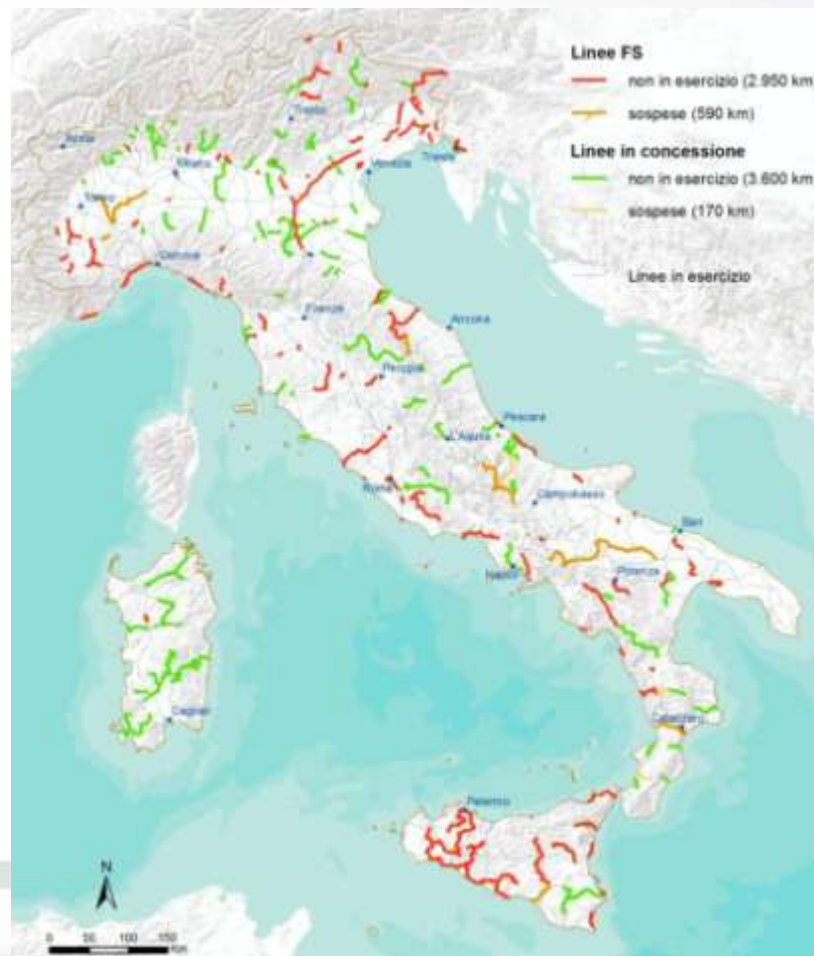 Linee FS
non in esercizio (2.950 km)
sospese (590 km)
Linee in concessione
non in esercizio (3.600 km)
sospese (170 km)
Linee in esercizio
Aosta
Trento
Milano
Venezia
Trieste
Torino
Genova
Firenze
Ancona
Perugia
Pescara
L'Aquila
Roma
Campobasso
Bari
Napoli
Potenza
Cagliari
Catanzaro
Palermo
N
0 50 100 150
Km